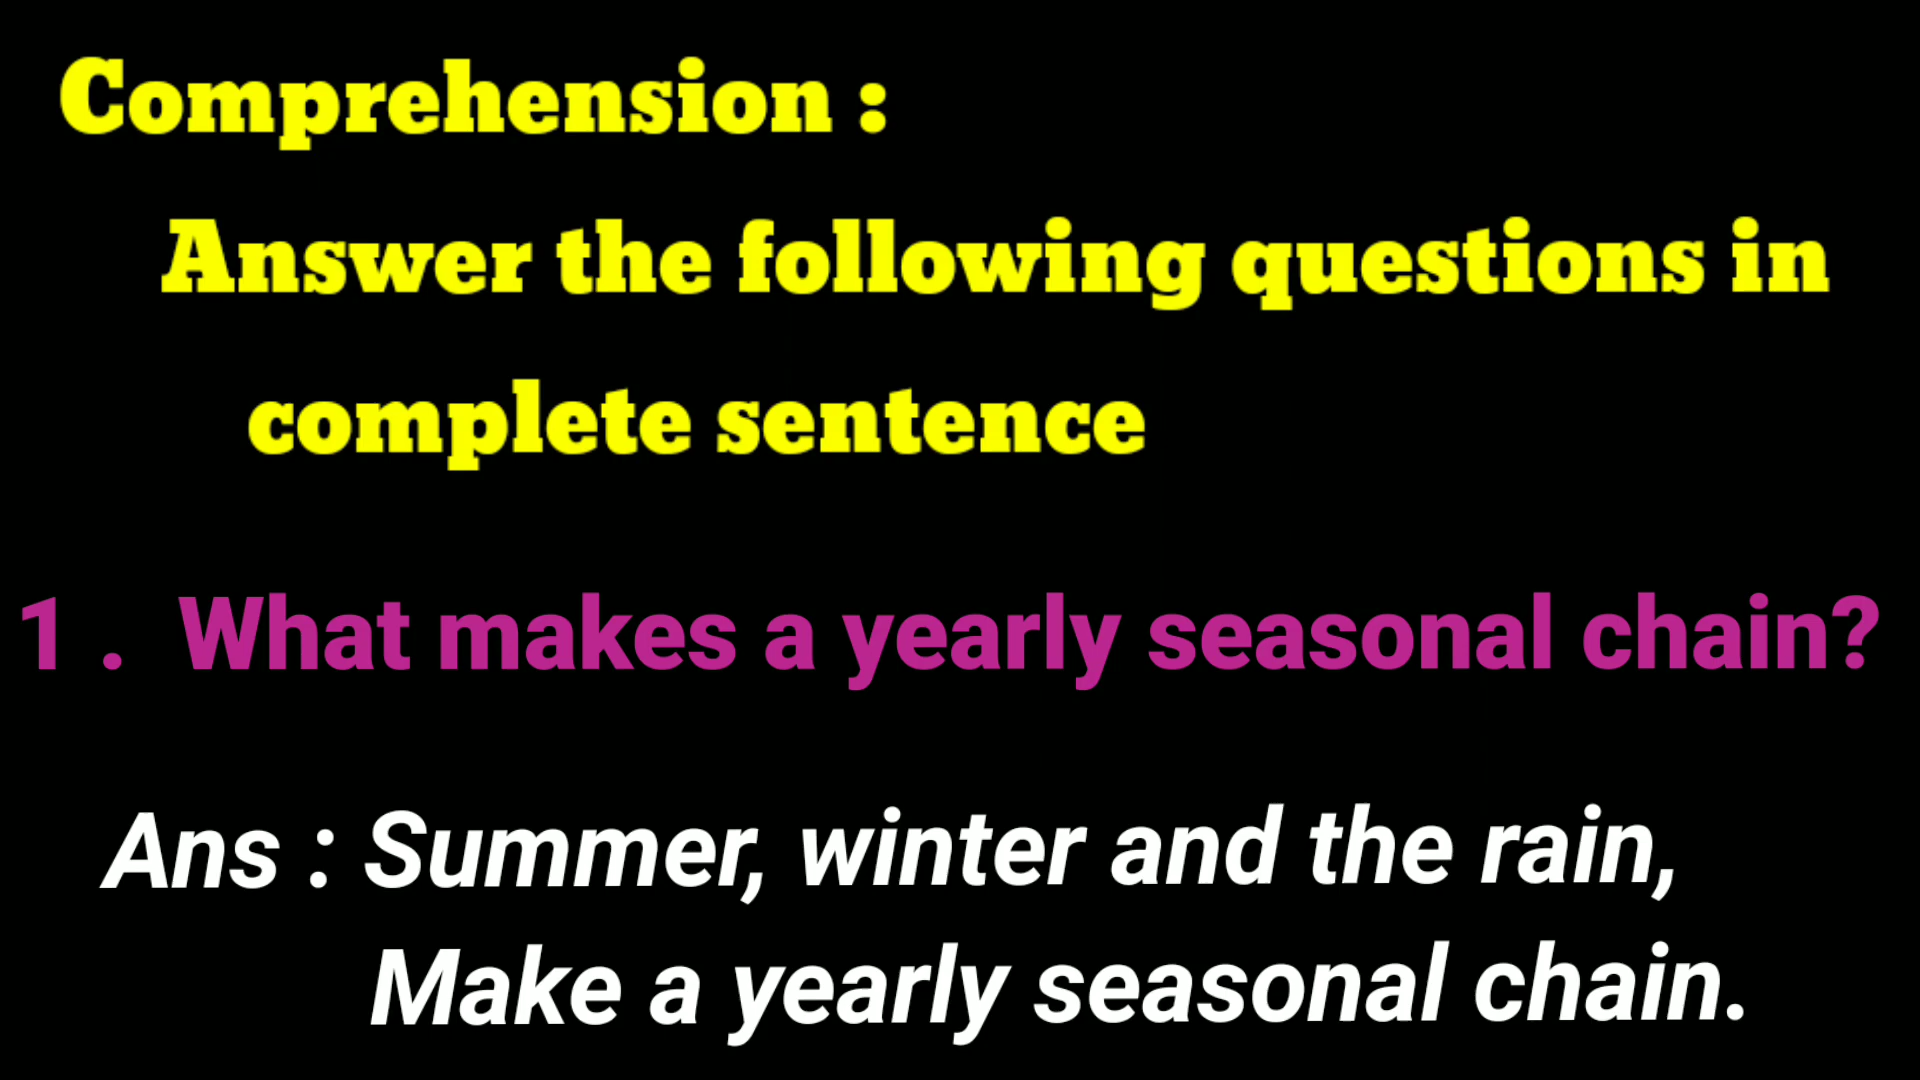 Comprehension :
Answer the following questions in
complete sentence
1 . What makes a yearly seasonal chain?
Ans : Summer, winter and the rain,
Make a yearly seasonal chain.